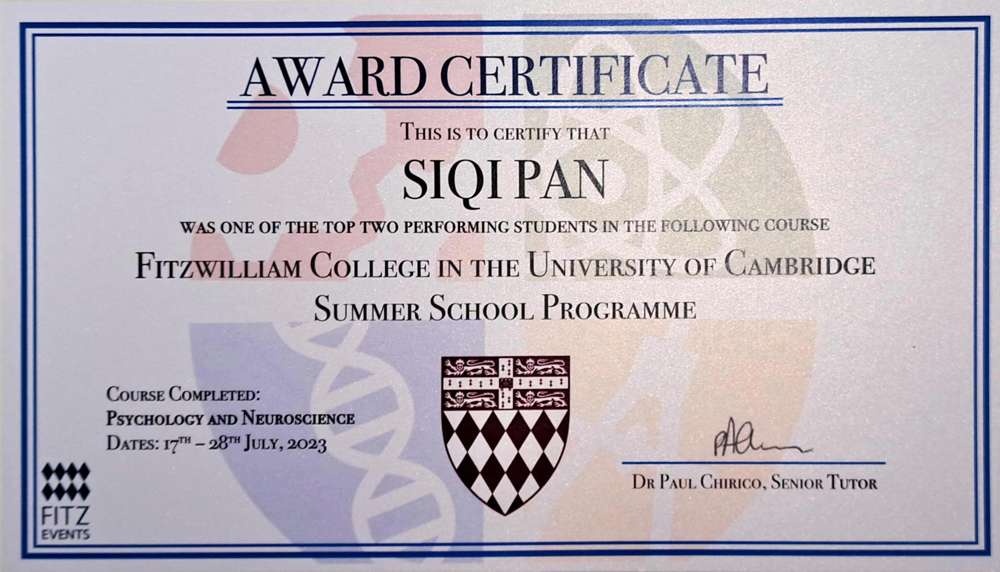 AWARD CERTIFICATE
THIS IS TO CERTIFY THAT
SIQI PAN
WAS ONE OF THE TOP TWO PERFORMING STUDENTS IN THE FOLLOWING COURSE
FITZWILLIAM COLLEGE IN THE UNIVERSITY OF CAMBRIDGE
SUMMER SCHOOL PROGRAMME
COURSE COMPLETED:
PSYCHOLOGY AND NEUROSCIENCE
DATES: 17TH – 28TH JULY, 2023
FITZ
EVENTS
DR PAUL CHIRICO, SENIOR TUTOR